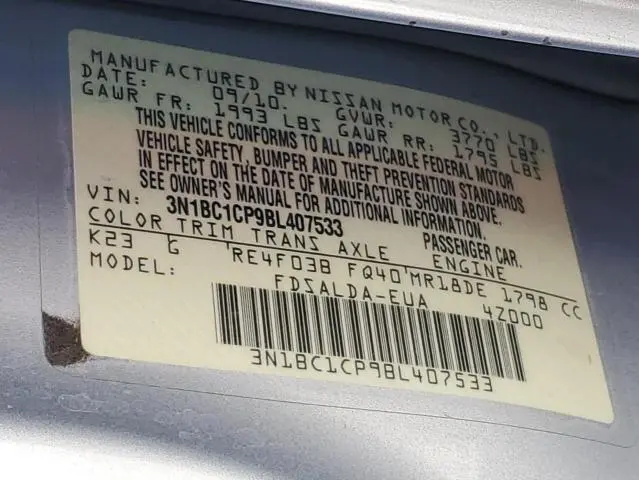 MANUFACTURED BY NISSAN MOTOR CO., LTD.
DATE: 09/10. GVWR: 3770 LBS
GAWR FR: 1993 LBS GAWR RR: 1795 LBS
THIS VEHICLE CONFORMS TO ALL APPLICABLE FEDERAL MOTOR
VEHICLE SAFETY, BUMPER AND THEFT PREVENTION STANDARDS
IN EFFECT ON THE DATE OF MANUFACTURE SHOWN ABOVE.
SEE OWNER'S MANUAL FOR ADDITIONAL INFORMATION.
VIN: 3N1BC1CP9BL407533 PASSENGER CAR.
COLOR TRIM TRANS AXLE ENGINE
K23 G RE4F03B FQ40 MR18DE 1798 CC
MODEL: FDSALDA-EUA 4Z000
3N1BC1CP9BL407533